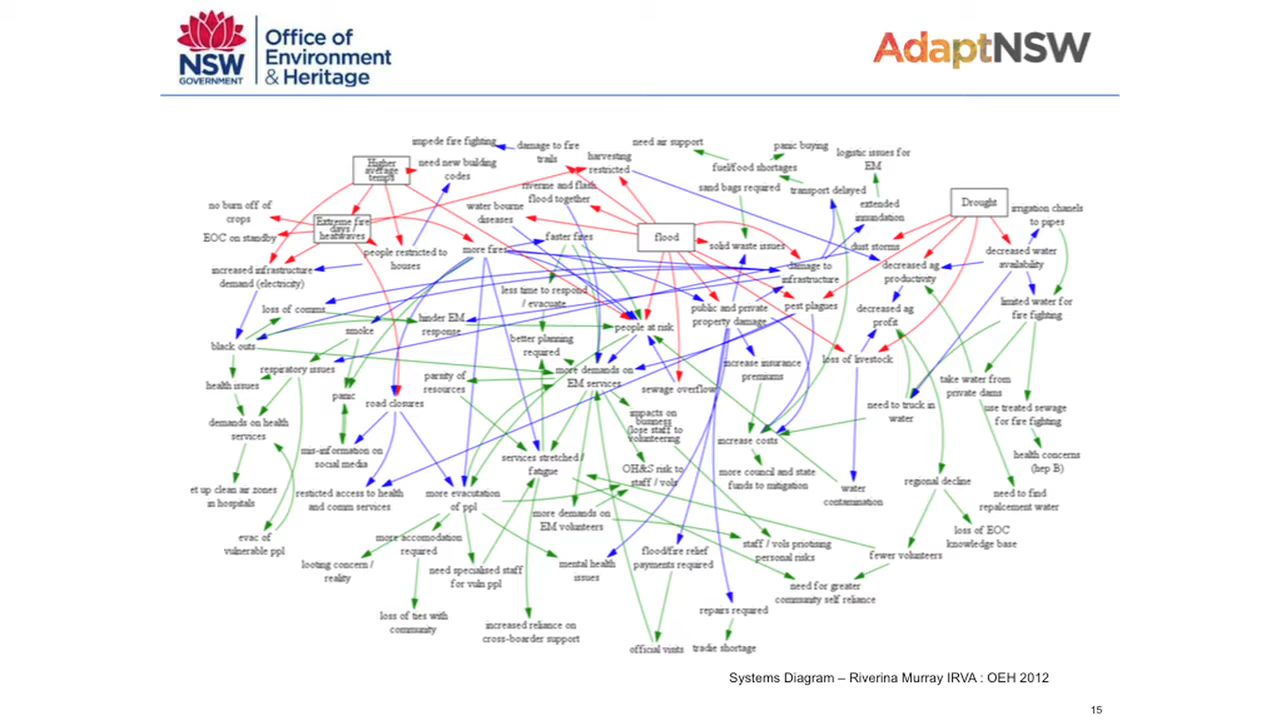 Office of
Environment
& Heritage
NSW
GOVERNMENT
AdaptNSW
impede fire fighting
damage to fire
trails
need air support
panic buying
logistic issues for
EM
Higher
average
temps
need new building
codes
harvesting
restricted
fuel/food shortages
riverine and flash
flood together
sand bags required
transport delayed
no burn off of
crops
water bourne
diseases
extended
innundation
Drought
irrigation chanels
to pipes
Extreme fire
days /
heatwaves
EOC on standby
faster fires
flood
solid waste issues
dust storms
people restricted to
houses
more fires
decreased water
availability
increased infrastructure
demand (electricity)
damage to
infrastructure
decreased ag
productivity
less time to respond
/ evacuate
loss of comms
hinder EM
response
public and private
property damage
pest plagues
decreased ag
profit
limited water for
fire fighting
smoke
people at risk
black outs
better planning
required
loss of livestock
respiratory issues
more demands on
EM services
increase insurance
premiums
health issues
panic
parnity of
resources
sewage overflow
take water from
private dams
road closures
need to truck in
water
use treated sewage
for fire fighting
demands on health
services
impacts on
business
(lose staff to
volunteering
increase costs
mis-information on
social media
services stretched /
fatigue
OH&S risk to
staff / vols
more council and state
funds to mitigation
health concerns
(hep B)
et up clean air zones
in hospitals
resticted access to health
and comm services
more evacutation
of ppl
water
contamination
regional decline
need to find
repalcement water
more demands on
EM volunteers
evac of
vulnerable ppl
more accomodation
required
staff / vols priotising
personal risks
fewer volunteers
loss of EOC
knowledge base
looting concern /
reality
need specialised staff
for vuln ppl
mental health
issues
flood/fire relief
payments required
need for greater
community self reliance
loss of ties with
community
increased reliance on
cross-boarder support
repairs required
official visits
tradie shortage
Systems Diagram – Riverina Murray IRVA : OEH 2012
15